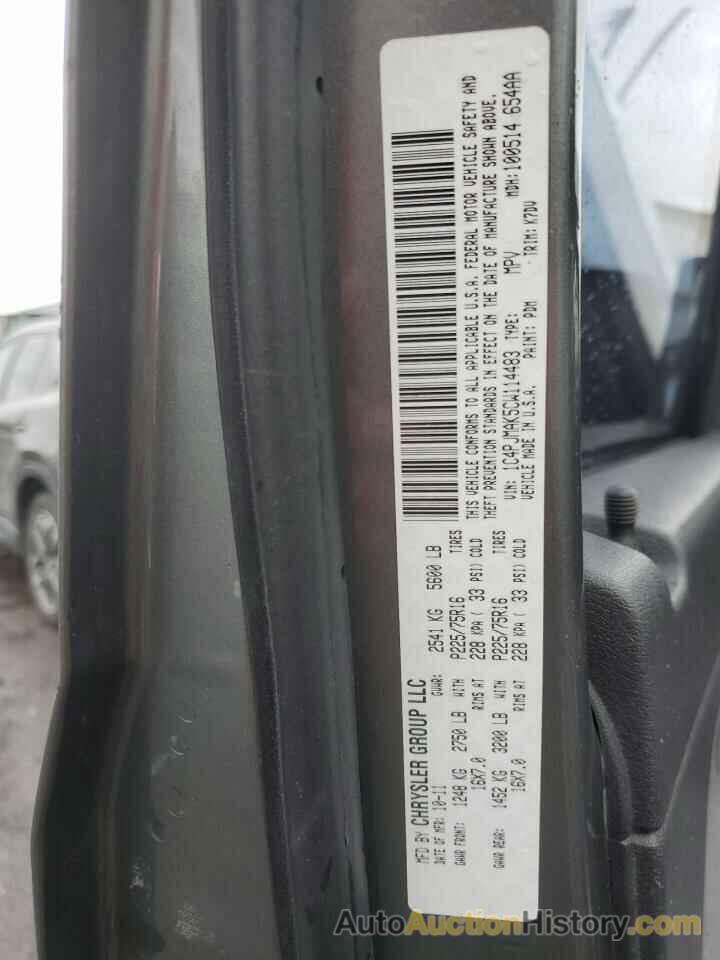 MFD BY CHRYSLER GROUP LLC
DATE OF MFR: 10-11 GVWR: 2541 KG 5600 LB
GAWR FRONT: 1248 KG 2750 LB WITH P225/75R16 TIRES
16X7.0 RIMS AT 228 KPA ( 33 PSI) COLD
GAWR REAR: 1452 KG 3200 LB WITH P225/75R16 TIRES
16X7.0 RIMS AT 228 KPA ( 33 PSI) COLD
THIS VEHICLE CONFORMS TO ALL APPLICABLE U.S.A. FEDERAL MOTOR VEHICLE SAFETY AND
THEFT PREVENTION STANDARDS IN EFFECT ON THE DATE OF MANUFACTURE SHOWN ABOVE.
VIN: 1C4PJMAK5CW114483 TYPE: MPV MDH:100514 654AA
VEHICLE MADE IN U.S.A. PAINT: PDM TRIM: K7DV
AutoAuctionHistory.com